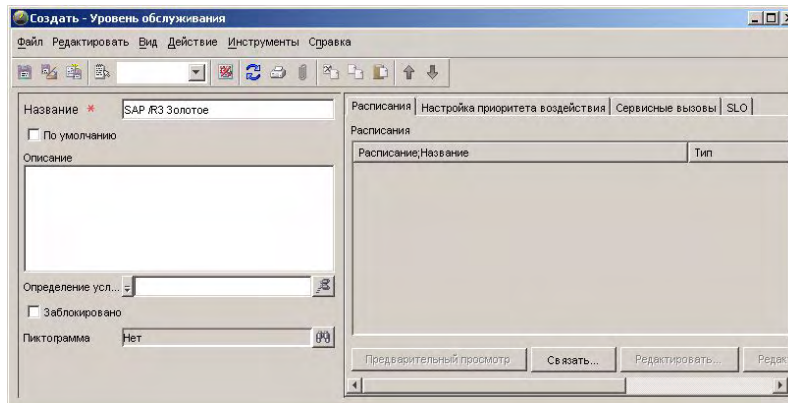 Создать - Уровень обслуживания
Файл Редактировать Вид Действие Инструменты Справка
Название * SAP /R3 Золотое
По умолчанию
Описание
Определение усл...
Заблокировано
Пиктограмма Нет
Расписания Настройка приоритета воздействия Сервисные вызовы SLO
Расписания
Расписание;Название Тип
Предварительный просмотр Связать... Редактировать... Редак